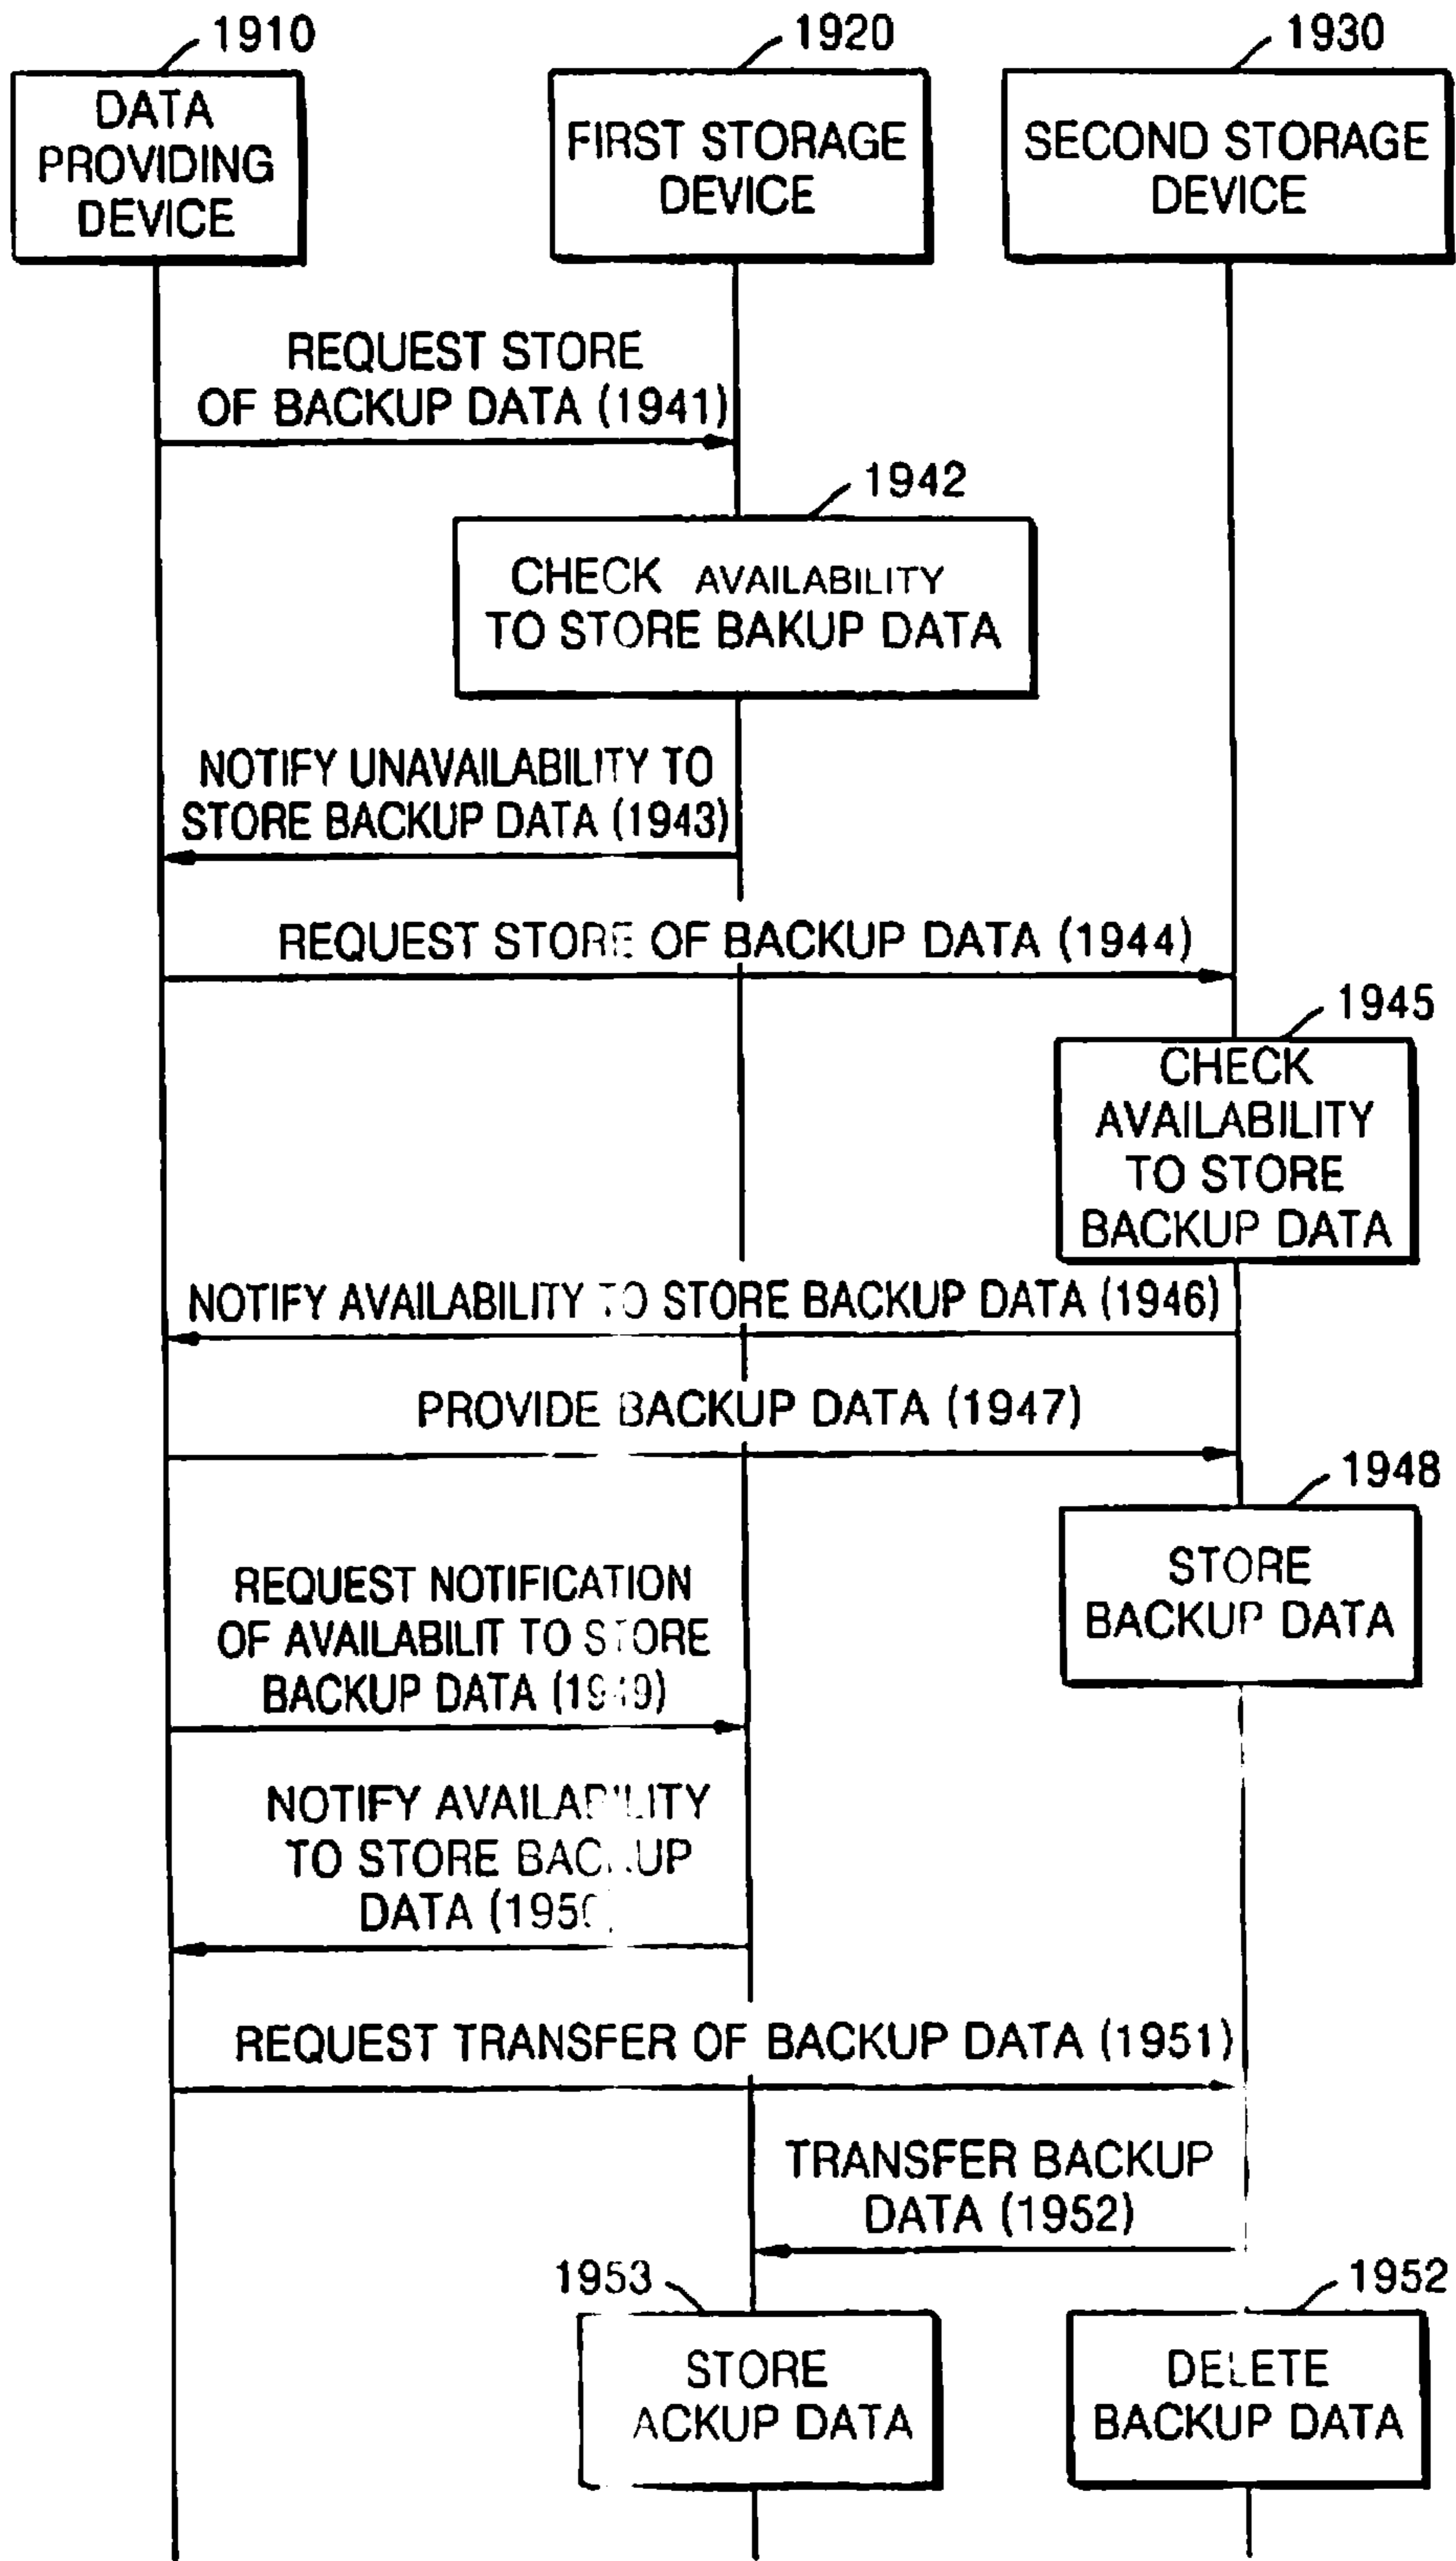 1910
1920
1930
DATA
PROVIDING
DEVICE
FIRST STORAGE
DEVICE
SECOND STORAGE
DEVICE
REQUEST STORE
OF BACKUP DATA (1941)
1942
CHECK AVAILABILITY
TO STORE BAKUP DATA
NOTIFY UNAVAILABILITY TO
STORE BACKUP DATA (1943)
REQUEST STORE OF BACKUP DATA (1944)
1945
CHECK
AVAILABILITY
TO STORE
BACKUP DATA
NOTIFY AVAILABILITY TO STORE BACKUP DATA (1946)
PROVIDE BACKUP DATA (1947)
1948
STORE
BACKUP DATA
REQUEST NOTIFICATION
OF AVAILABILIT TO STORE
BACKUP DATA (1949)
NOTIFY AVAILABILITY
TO STORE BACKUP
DATA (1950)
REQUEST TRANSFER OF BACKUP DATA (1951)
TRANSFER BACKUP
DATA (1952)
1953
STORE
ACKUP DATA
1952
DELETE
BACKUP DATA